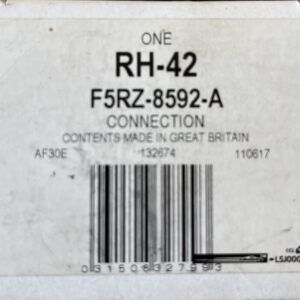 ONE
RH-42
F5RZ-8592-A
CONNECTION
CONTENTS MADE IN GREAT BRITAIN
AF30E 132674 110617